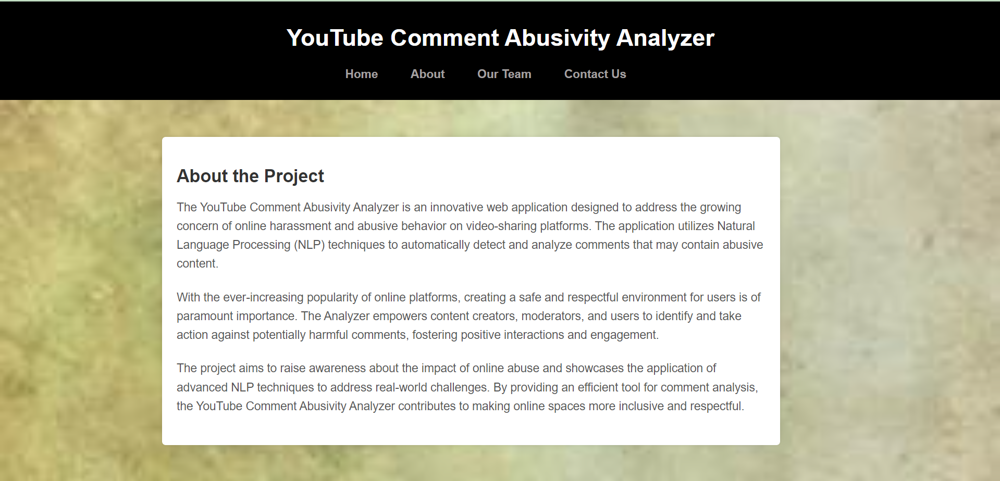 YouTube Comment Abusivity Analyzer
Home About Our Team Contact Us
About the Project
The YouTube Comment Abusivity Analyzer is an innovative web application designed to address the growing
concern of online harassment and abusive behavior on video-sharing platforms. The application utilizes Natural
Language Processing (NLP) techniques to automatically detect and analyze comments that may contain abusive
content.
With the ever-increasing popularity of online platforms, creating a safe and respectful environment for users is of
paramount importance. The Analyzer empowers content creators, moderators, and users to identify and take
action against potentially harmful comments, fostering positive interactions and engagement.
The project aims to raise awareness about the impact of online abuse and showcases the application of
advanced NLP techniques to address real-world challenges. By providing an efficient tool for comment analysis,
the YouTube Comment Abusivity Analyzer contributes to making online spaces more inclusive and respectful.